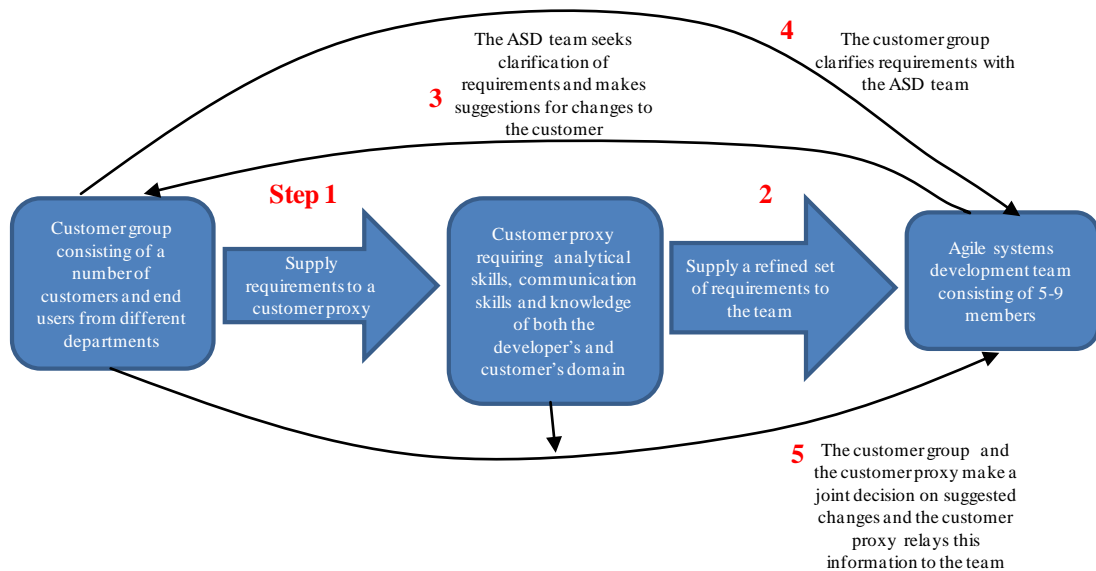 4
The ASD team seeks
clarification of
requirements and makes
suggestions for changes to
the customer
3
The customer group
clarifies requirements with
the ASD team
Step 1
2
Customer group
consisting of a
number of
customers and end
users from different
departments
Supply
requirements to a
customer proxy
Customer proxy
requiring analytical
skills, communication
skills and knowledge
of both the
developer's and
customer's domain
Supply a refined set
of requirements to
the team
Agile systems
development team
consisting of 5-9
members
5
The customer group and
the customer proxy make a
joint decision on suggested
changes and the customer
proxy relays this
information to the team